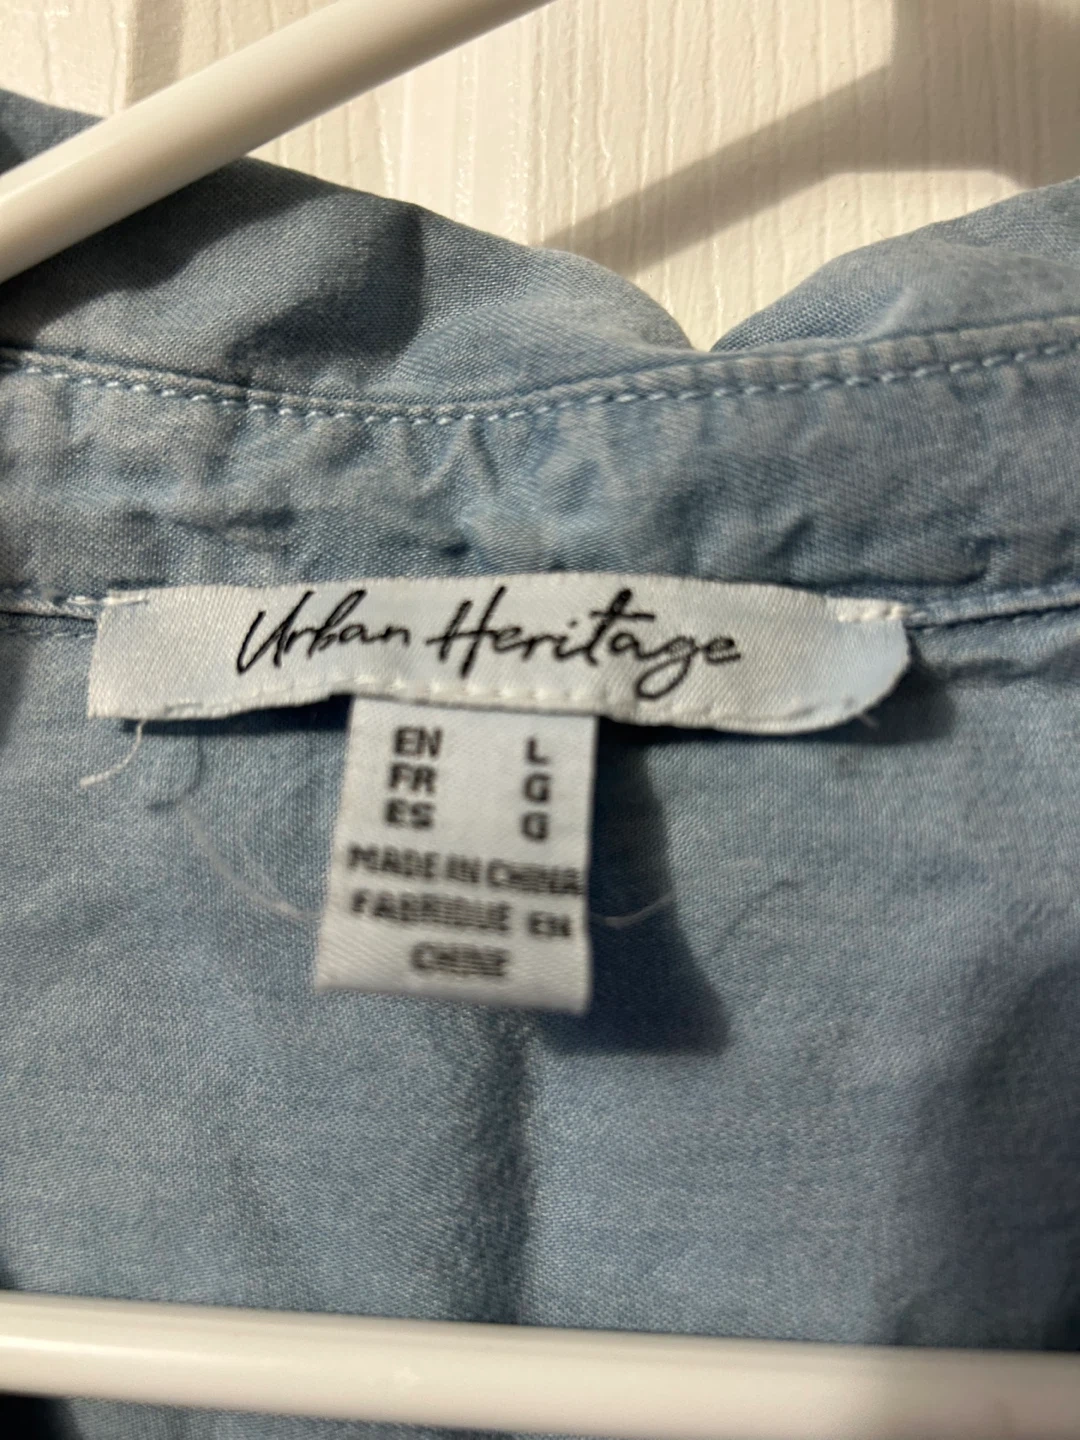 Urban Heritage
EN L
FR G
ES G
MADE IN CHINA
FABRIQUE EN
CHINE